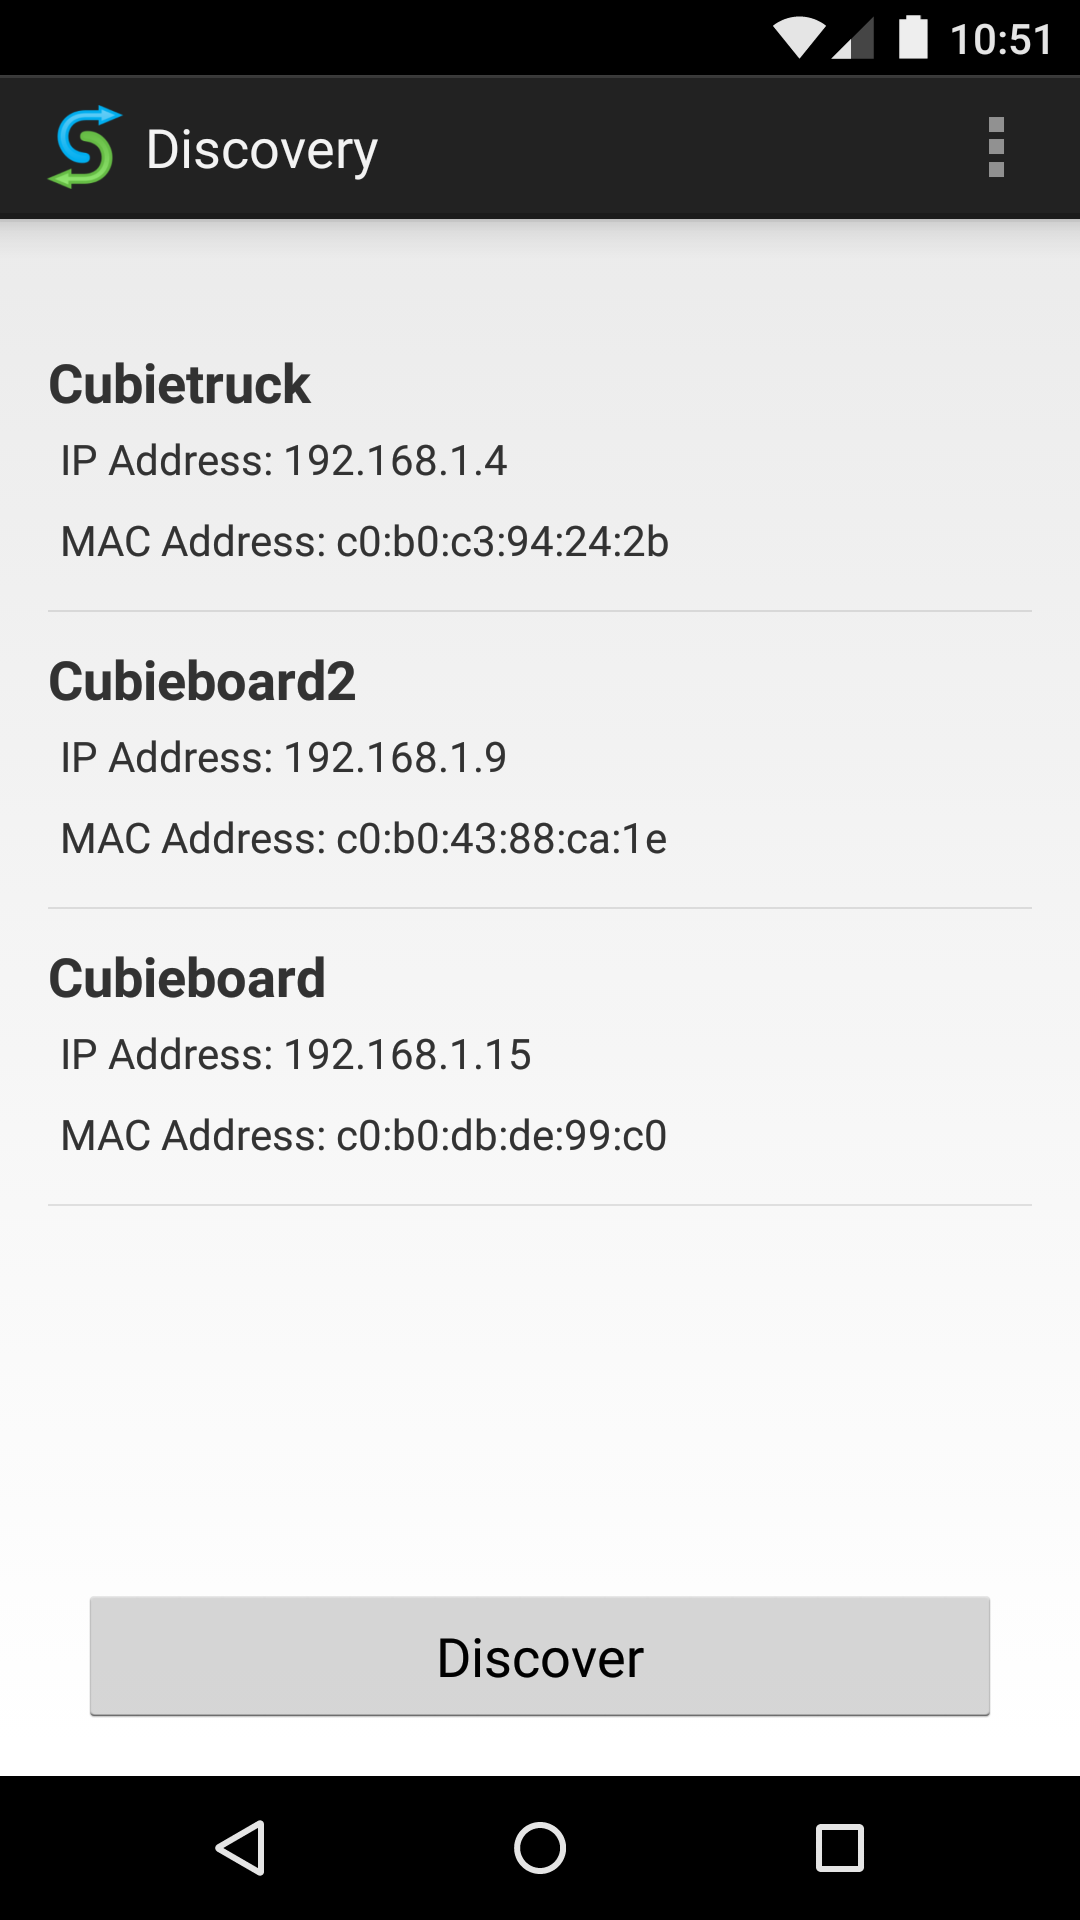 10:51
Discovery
Cubietruck
IP Address: 192.168.1.4
MAC Address: c0:b0:c3:94:24:2b
Cubieboard2
IP Address: 192.168.1.9
MAC Address: c0:b0:43:88:ca:1e
Cubieboard
IP Address: 192.168.1.15
MAC Address: c0:b0:db:de:99:c0
Discover